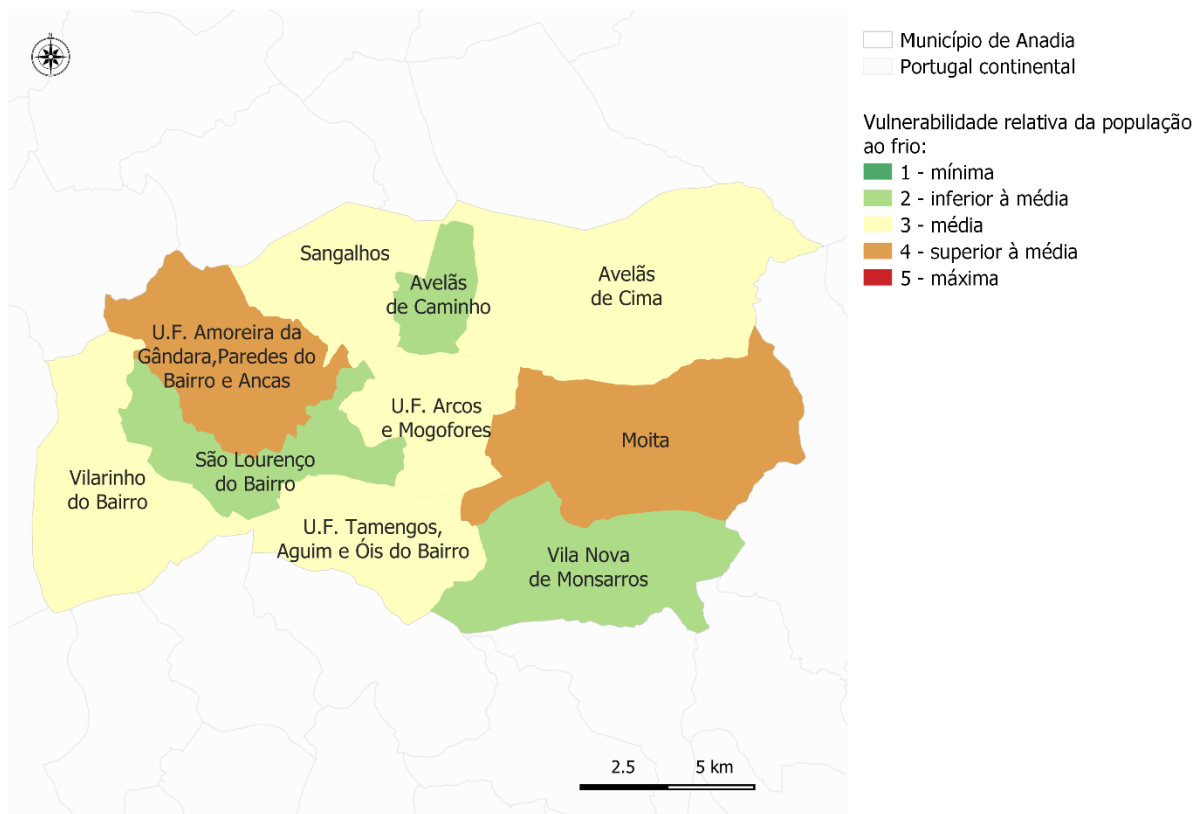 N
Município de Anadia
Portugal continental
Vulnerabilidade relativa da população
ao frio:
1 - mínima
2 - inferior à média
3 - média
4 - superior à média
5 - máxima
Sangalhos
Avelãs
de Caminho
Avelãs
de Cima
U.F. Amoreira da
Gândara,Paredes do
Bairro e Ancas
U.F. Arcos
e Mogofores
Moita
São Lourenço
do Bairro
Vilarinho
do Bairro
U.F. Tamengos,
Aguim e Óis do Bairro
Vila Nova
de Monsarros
2.5 5 km